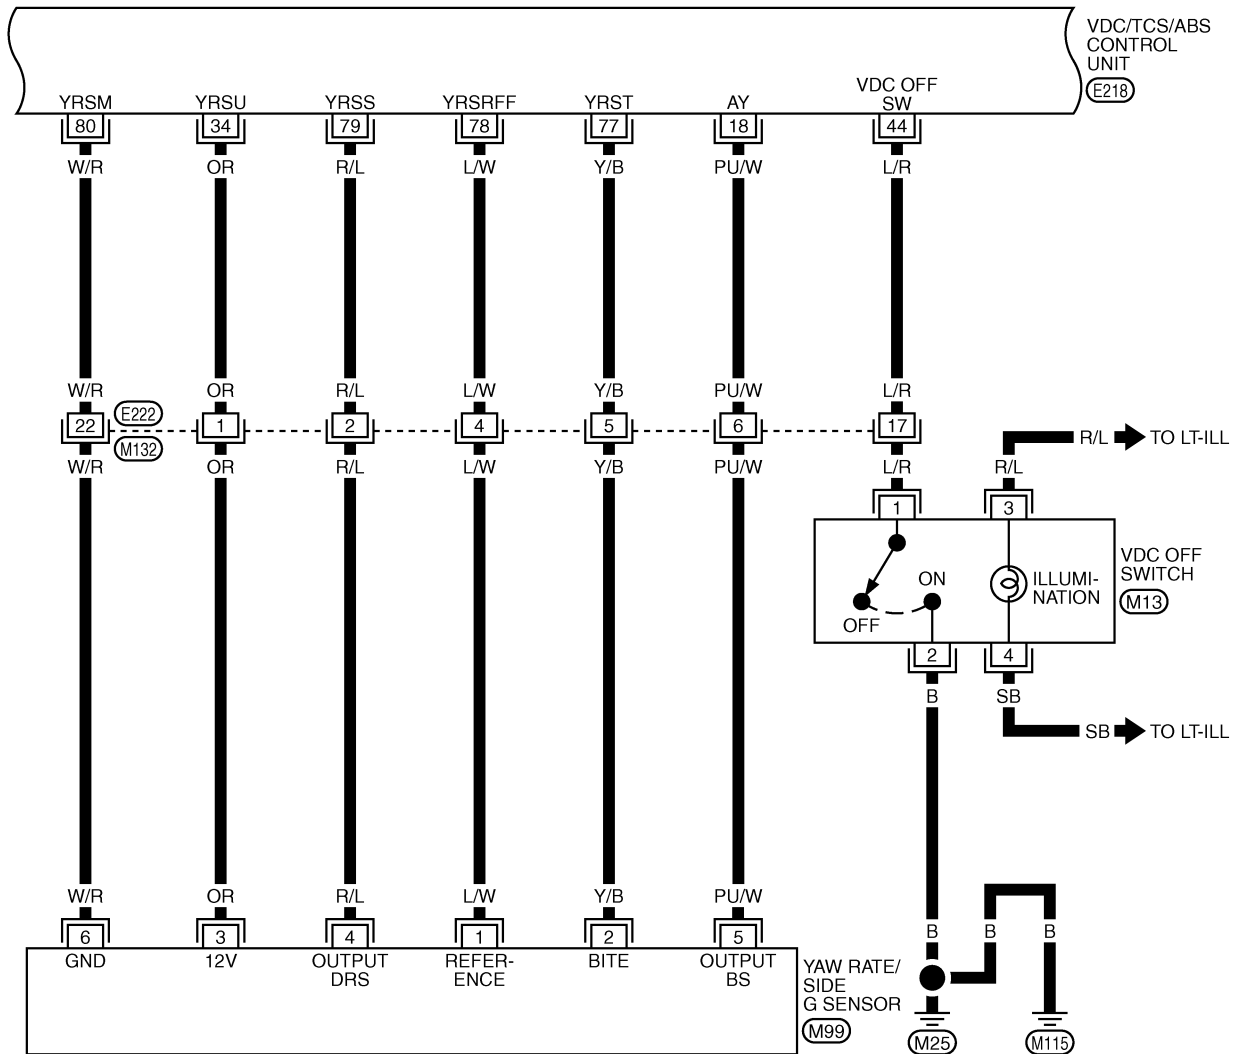 VDC/TCS/ABS
CONTROL
UNIT
E218
YRSM YRSU YRSS YRSRFF YRST AY VDC OFF
SW
80 34 79 78 77 18 44
W/R OR R/L L/W Y/B PU/W L/R
W/R OR R/L L/W Y/B PU/W L/R
E222
22 1 2 4 5 6 17
M132
R/L TO LT-ILL
W/R OR R/L L/W Y/B PU/W L/R R/L
1 3
VDC OFF
SWITCH
M13
ON
OFF
ILLUMI-
NATION
2 4
B SB
SB TO LT-ILL
W/R OR R/L L/W Y/B PU/W
B B B
6 3 4 1 2 5
GND 12V OUTPUT
DRS REFER-
ENCE BITE OUTPUT
BS
YAW RATE/
SIDE
G SENSOR
M99
M25 M115